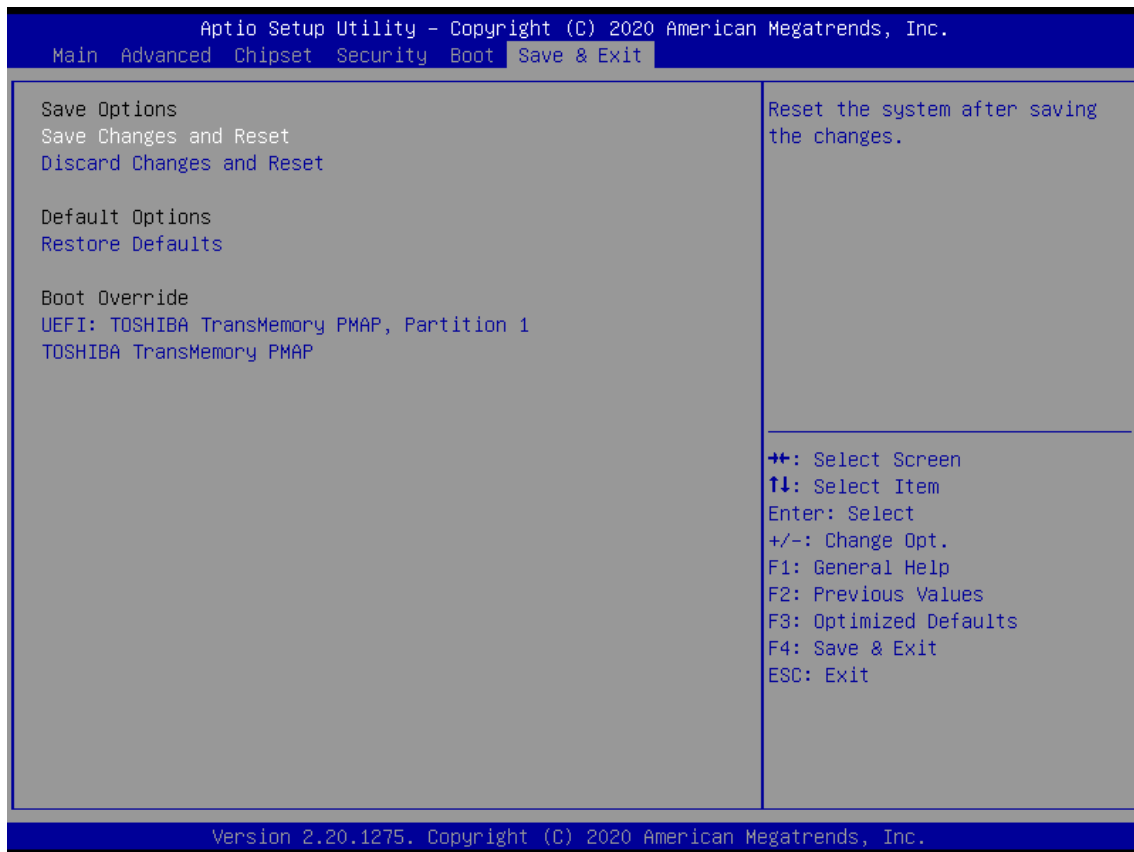 Aptio Setup Utility – Copyright (C) 2020 American Megatrends, Inc.
Main Advanced Chipset Security Boot Save & Exit
Save Options
Save Changes and Reset
Discard Changes and Reset
Default Options
Restore Defaults
Boot Override
UEFI: TOSHIBA TransMemory PMAP, Partition 1
TOSHIBA TransMemory PMAP
Reset the system after saving
the changes.
→←: Select Screen
↑↓: Select Item
Enter: Select
+/-: Change Opt.
F1: General Help
F2: Previous Values
F3: Optimized Defaults
F4: Save & Exit
ESC: Exit
Version 2.20.1275. Copyright (C) 2020 American Megatrends, Inc.